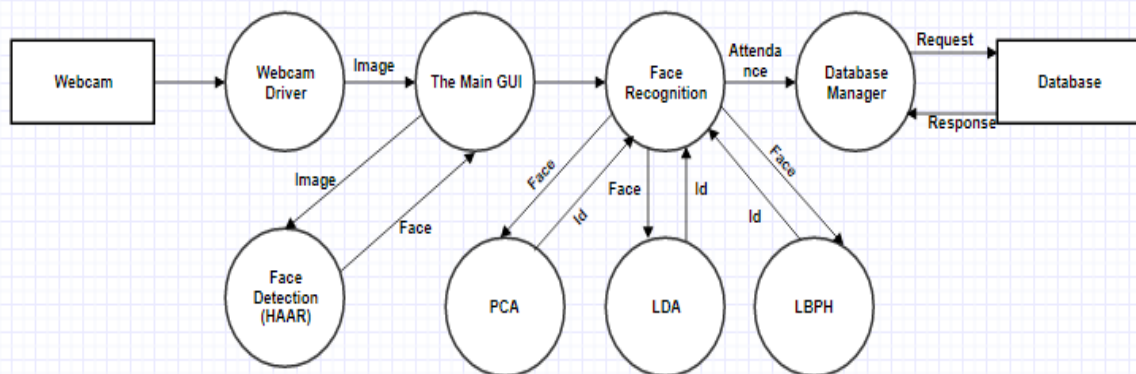 Webcam
Webcam
Driver
Image
The Main GUI
Face
Recognition
Attenda
nce
Database
Manager
Request
Response
Database
Image
Face
Face
Id
Face
Id
Id
Face
Face
Detection
(HAAR)
PCA
LDA
LBPH